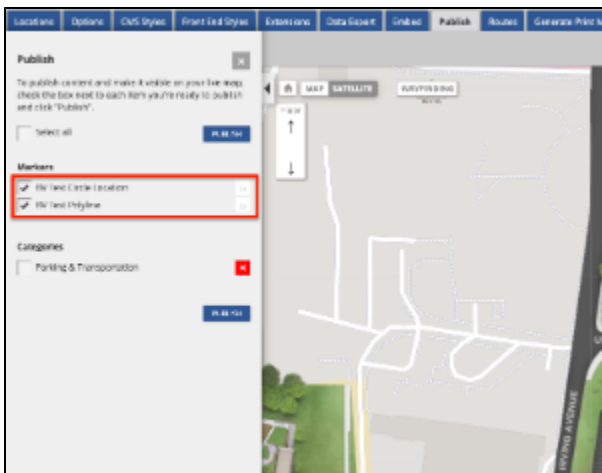 Locations Options CMS Styles Front End Styles Extensions Data Export Embed Publish Routes Generate Print
Publish
To publish content and make it visible on your live map,
check the box next to each item you're ready to publish
and click "Publish".
Select all PUBLISH
Markers
Test Circle Location
Test Polyline
Categories
Parking & Transportation
PUBLISH
MAP SATELLITE WAYFINDING
IRVING AVENUE